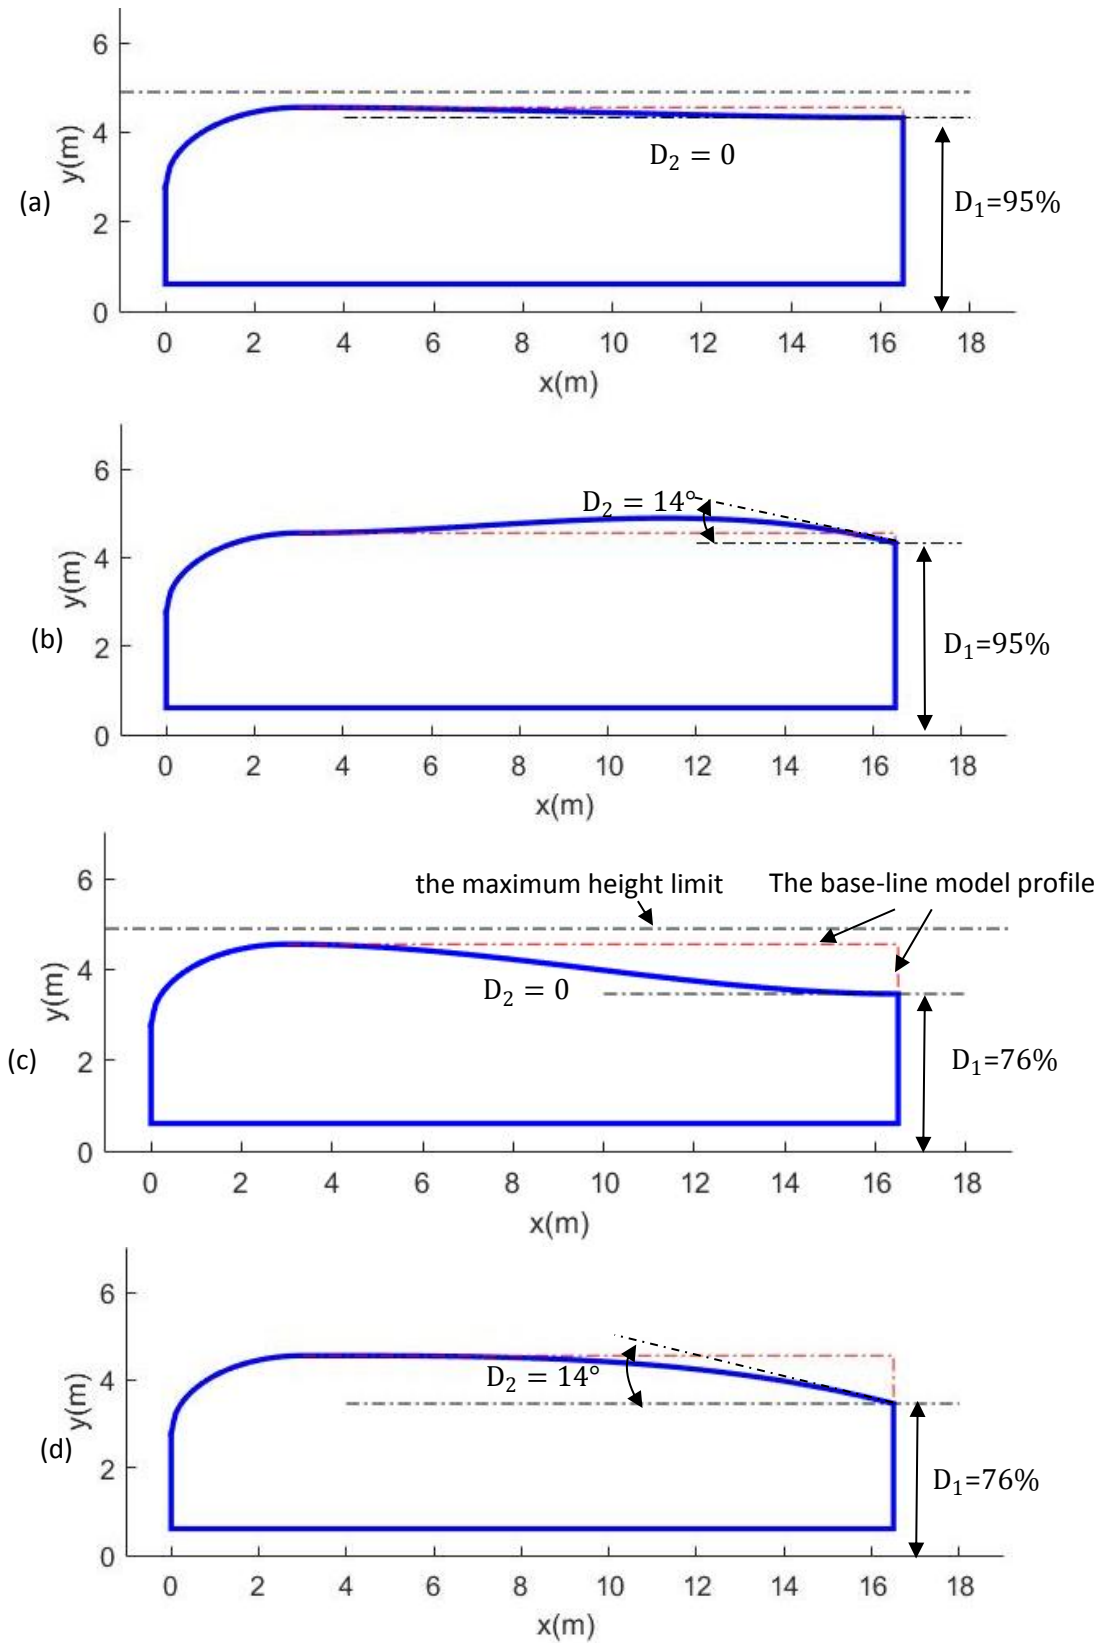 6
4
2
0
y(m)
(a)
D₂ = 0
D₁=95%
0 2 4 6 8 10 12 14 16 18
x(m)
6
4
2
0
y(m)
(b)
D₂ = 14°
D₁=95%
0 2 4 6 8 10 12 14 16 18
x(m)
6
4
2
0
y(m)
(c)
the maximum height limit
The base-line model profile
D₂ = 0
D₁=76%
0 2 4 6 8 10 12 14 16 18
x(m)
6
4
2
0
y(m)
(d)
D₂ = 14°
D₁=76%
0 2 4 6 8 10 12 14 16 18
x(m)